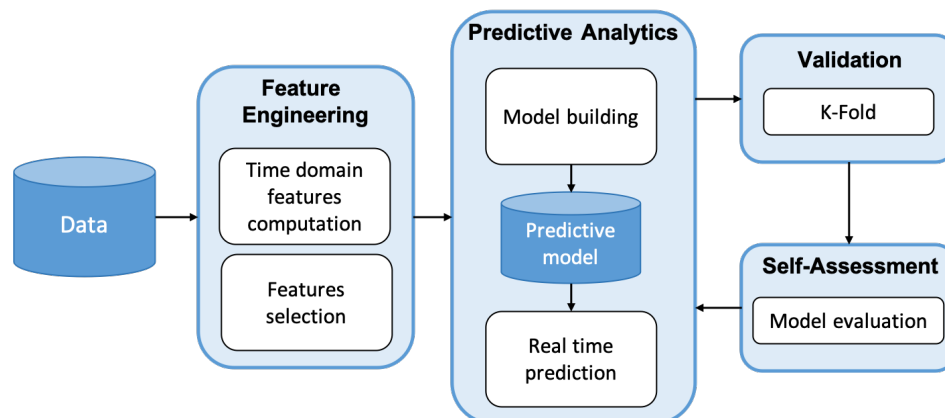 Data
Feature
Engineering
Time domain
features
computation
Features
selection
Predictive Analytics
Model building
Predictive
model
Real time
prediction
Validation
K-Fold
Self-Assessment
Model evaluation